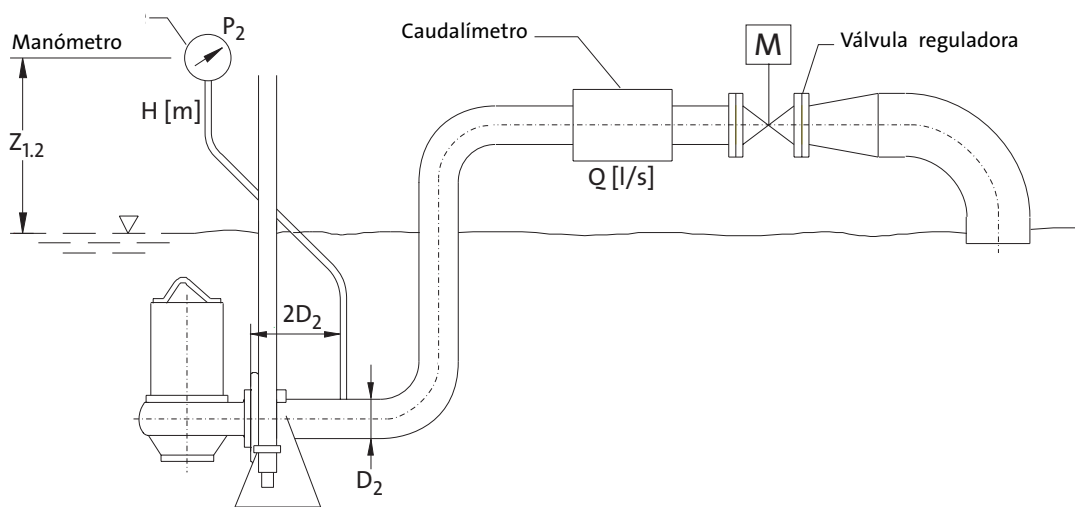 P2
Manómetro
H [m]
Z1.2
Caudalímetro
M
Válvula reguladora
Q [l/s]
2D2
D2